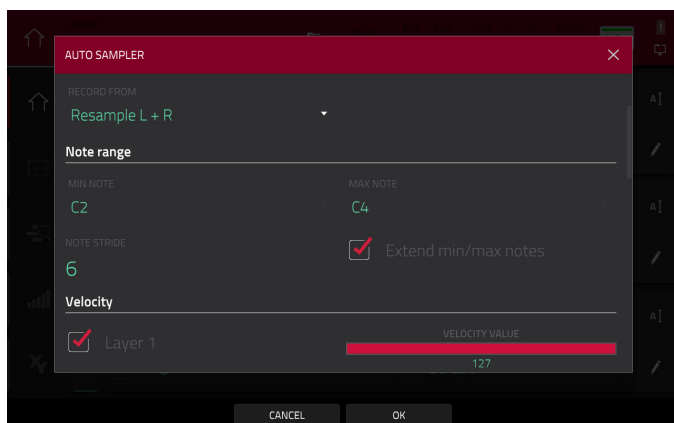 AUTO SAMPLER
RECORD FROM
Resample L + R
Note range
MIN NOTE
MAX NOTE
C2
C4
NOTE STRIDE
6
Extend min/max notes
Velocity
Layer 1
VELOCITY VALUE
127
CANCEL
OK